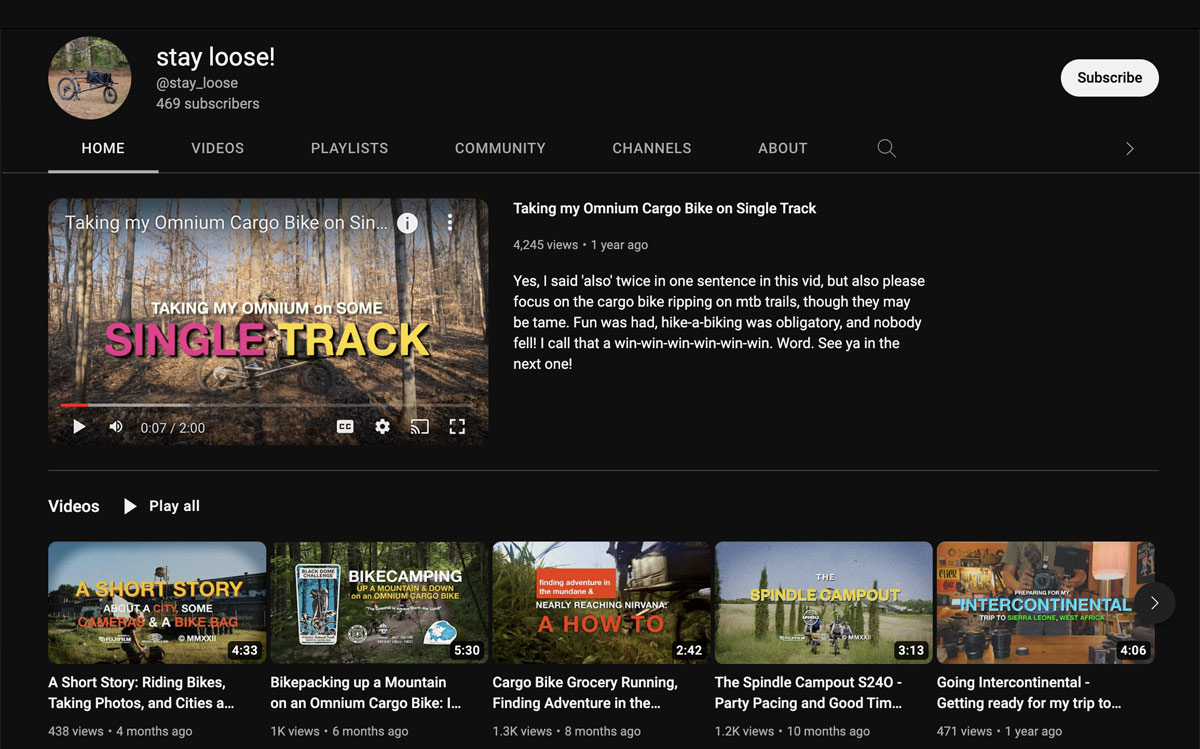 stay loose!
@stay_loose
469 subscribers
Subscribe
HOME
VIDEOS
PLAYLISTS
COMMUNITY
CHANNELS
ABOUT
Taking my Omnium Cargo Bike on Sin...
TAKING MY OMNIUM on SOME
SINGLE TRACK
0:07 / 2:00
CC
Taking my Omnium Cargo Bike on Single Track
4,245 views • 1 year ago
Yes, I said 'also' twice in one sentence in this vid, but also please
focus on the cargo bike ripping on mtb trails, though they may
be tame. Fun was had, hike-a-biking was obligatory, and nobody
fell! I call that a win-win-win-win-win-win. Word. See ya in the
next one!
Videos
Play all
A SHORT STORY
ABOUT A CITY, SOME
CAMERAS & A BIKE BAG
FUJIFILM
© MMXXII
4:33
A Short Story: Riding Bikes,
Taking Photos, and Cities a...
438 views • 4 months ago
BLACK DOME
CHALLENGE
BIKECAMPING
UP A MOUNTAIN & DOWN
on an OMNIUM CARGO BIKE
5:30
Bikepacking up a Mountain
on an Omnium Cargo Bike: I...
1K views • 6 months ago
finding adventure in
the mundane &
NEARLY REACHING NIRVANA:
A HOW TO
2:42
Cargo Bike Grocery Running,
Finding Adventure in the...
1.3K views • 8 months ago
THE
SPINDLE CAMPOUT
FUJIFILM
© MMXXII
3:13
The Spindle Campout S24O -
Party Pacing and Good Tim...
1.2K views • 10 months ago
PREPARING FOR MY
INTERCONTINENTAL
TRIP TO SIERRA LEONE, WEST AFRICA
4:06
Going Intercontinental -
Getting ready for my trip to...
471 views • 1 year ago